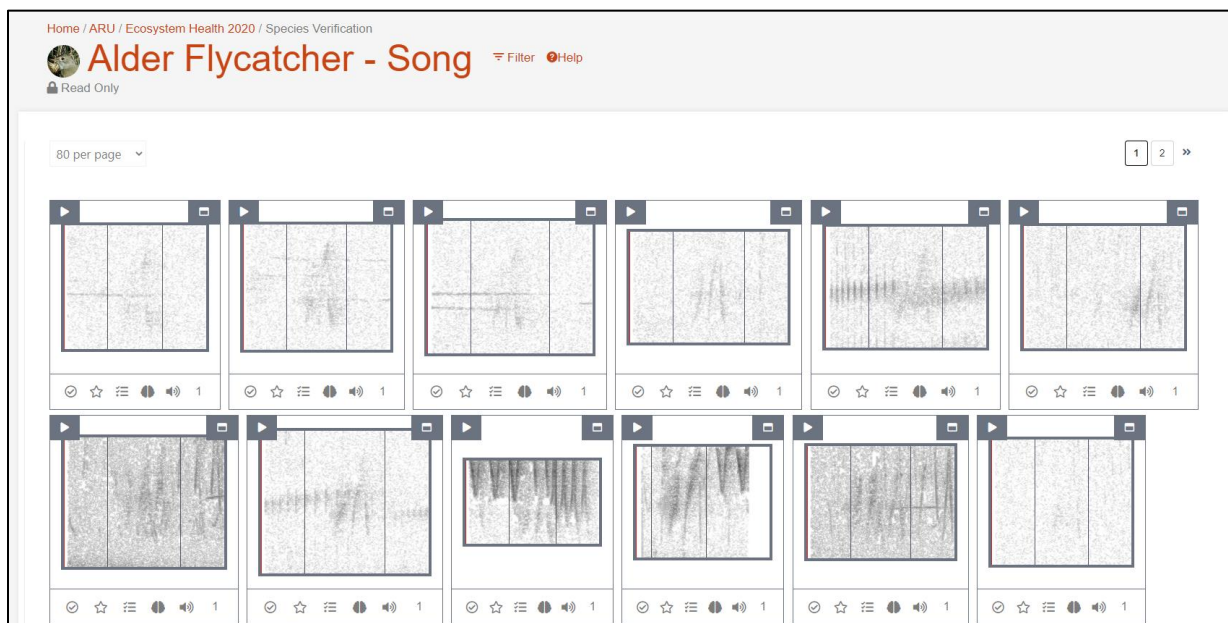 Home / ARU / Ecosystem Health 2020 / Species Verification
Alder Flycatcher - Song Filter Help
Read Only
80 per page
1 2 »
1 1 1 1 1 1
1 1 1 1 1 1